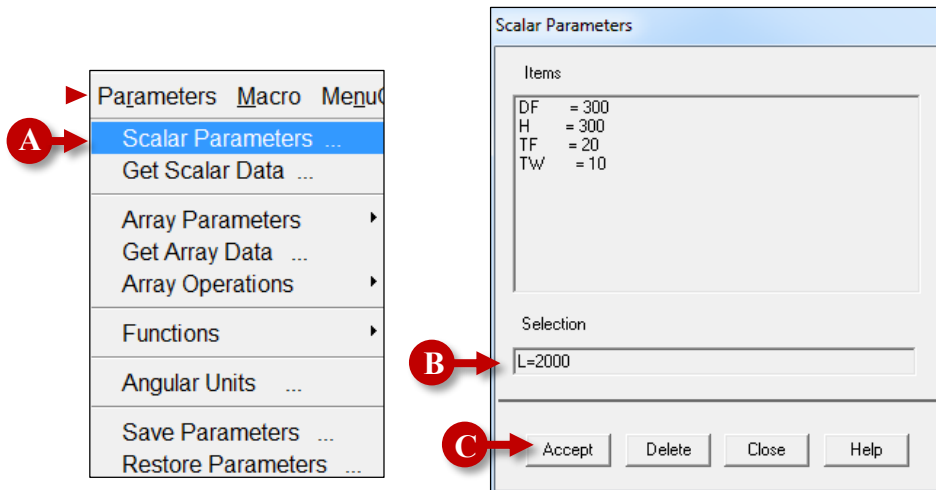 Parameters Macro MenuC
A
Scalar Parameters ...
Get Scalar Data ...
Array Parameters
Get Array Data ...
Array Operations
Functions
Angular Units ...
Save Parameters ...
Restore Parameters ...
Scalar Parameters
Items
DF = 300
H = 300
TF = 20
TW = 10
Selection
B
L=2000
C
Accept Delete Close Help